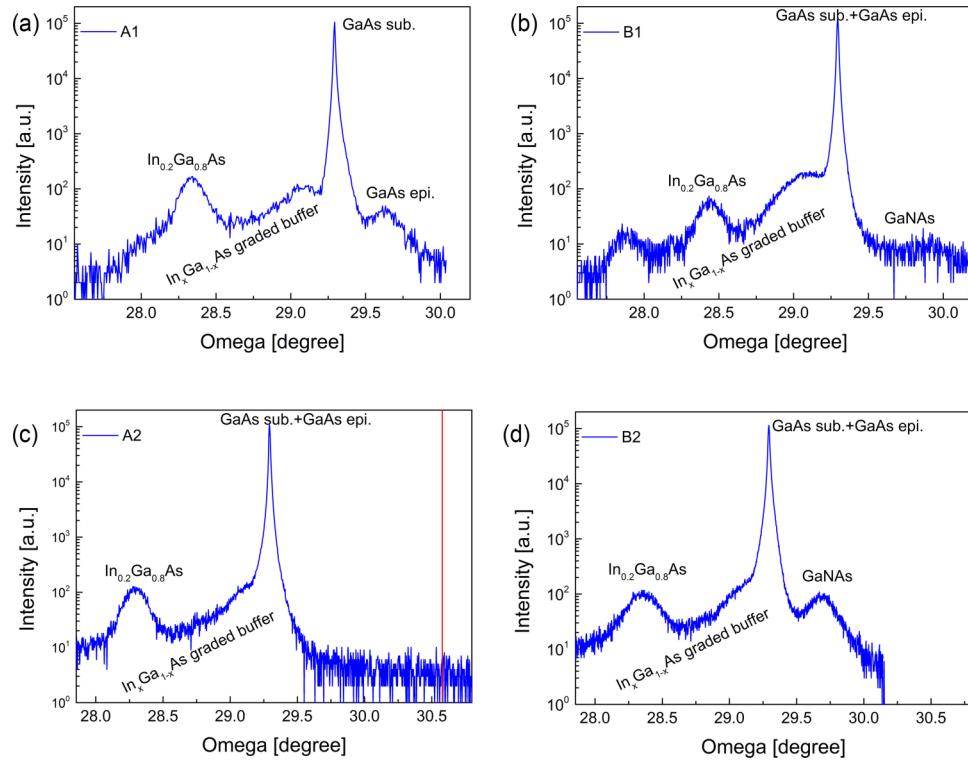 (a)
A1
GaAs sub.
In0.2Ga0.8As
GaAs epi.
InxGa1-xAs graded buffer
Intensity [a.u.]
10^5
10^4
10^3
10^2
10^1
10^0
28.0 28.5 29.0 29.5 30.0
Omega [degree]
(b)
B1
GaAs sub.+GaAs epi.
In0.2Ga0.8As
GaNAs
InxGa1-xAs graded buffer
Intensity [a.u.]
10^5
10^4
10^3
10^2
10^1
10^0
28.0 28.5 29.0 29.5 30.0
Omega [degree]
(c)
A2
GaAs sub.+GaAs epi.
In0.2Ga0.8As
InxGa1-xAs graded buffer
Intensity [a.u.]
10^5
10^4
10^3
10^2
10^1
10^0
28.0 28.5 29.0 29.5 30.0 30.5
Omega [degree]
(d)
B2
GaAs sub.+GaAs epi.
In0.2Ga0.8As
GaNAs
InxGa1-xAs graded buffer
Intensity [a.u.]
10^5
10^4
10^3
10^2
10^1
10^0
28.0 28.5 29.0 29.5 30.0 30.5
Omega [degree]